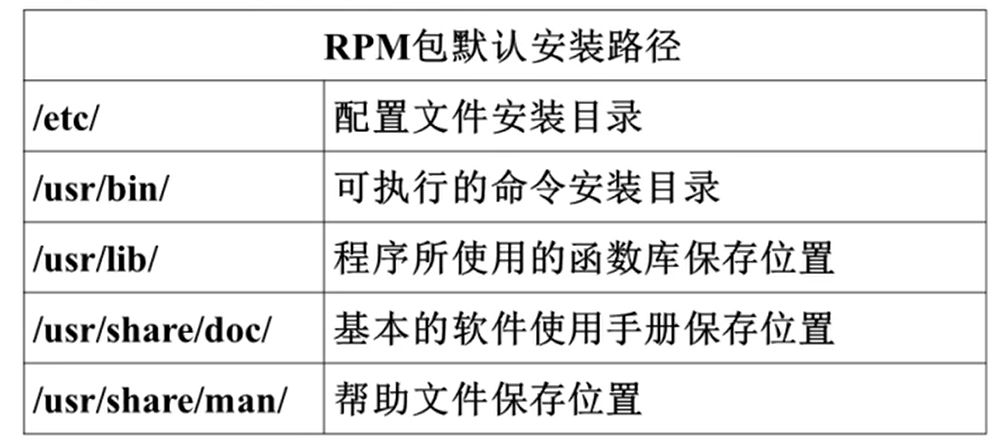 RPM包默认安装路径
/etc/ 配置文件安装目录
/usr/bin/ 可执行的命令安装目录
/usr/lib/ 程序所使用的函数库保存位置
/usr/share/doc/ 基本的软件使用手册保存位置
/usr/share/man/ 帮助文件保存位置